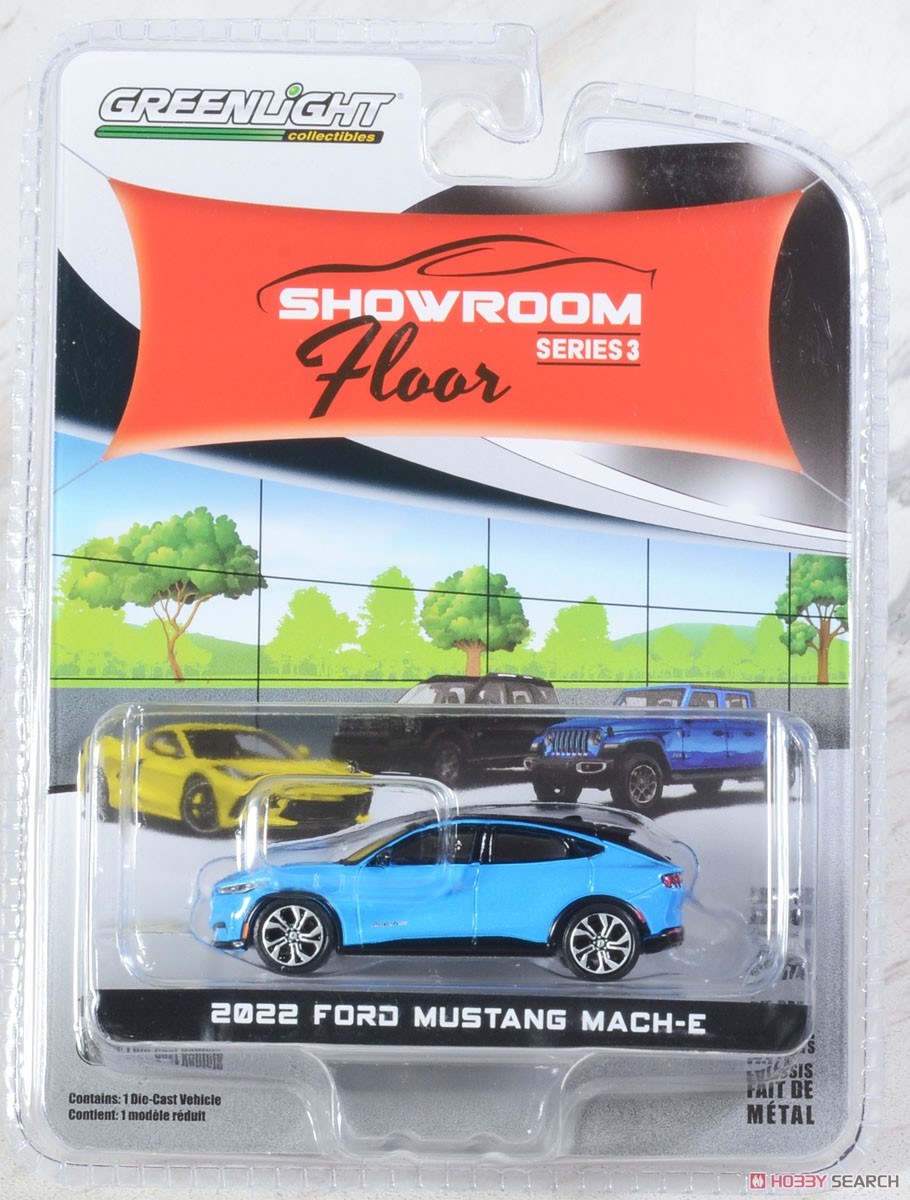 GREENLIGHT®
collectibles
SHOWROOM
Floor
SERIES 3
2022 FORD MUSTANG MACH-E
Contains: 1 Die-Cast Vehicle
Contient: 1 modèle réduit
FAIT DE
MÉTAL
HOBBY SEARCH